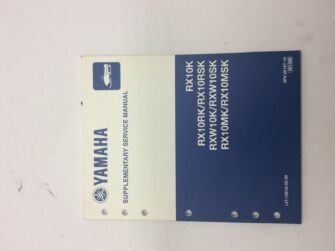 YAMAHA
SUPPLEMENTARY SERVICE MANUAL
RX10K
RX10RK/RX10RSK
RXW10K/RXW10SK
RX10MK/RX10MSK